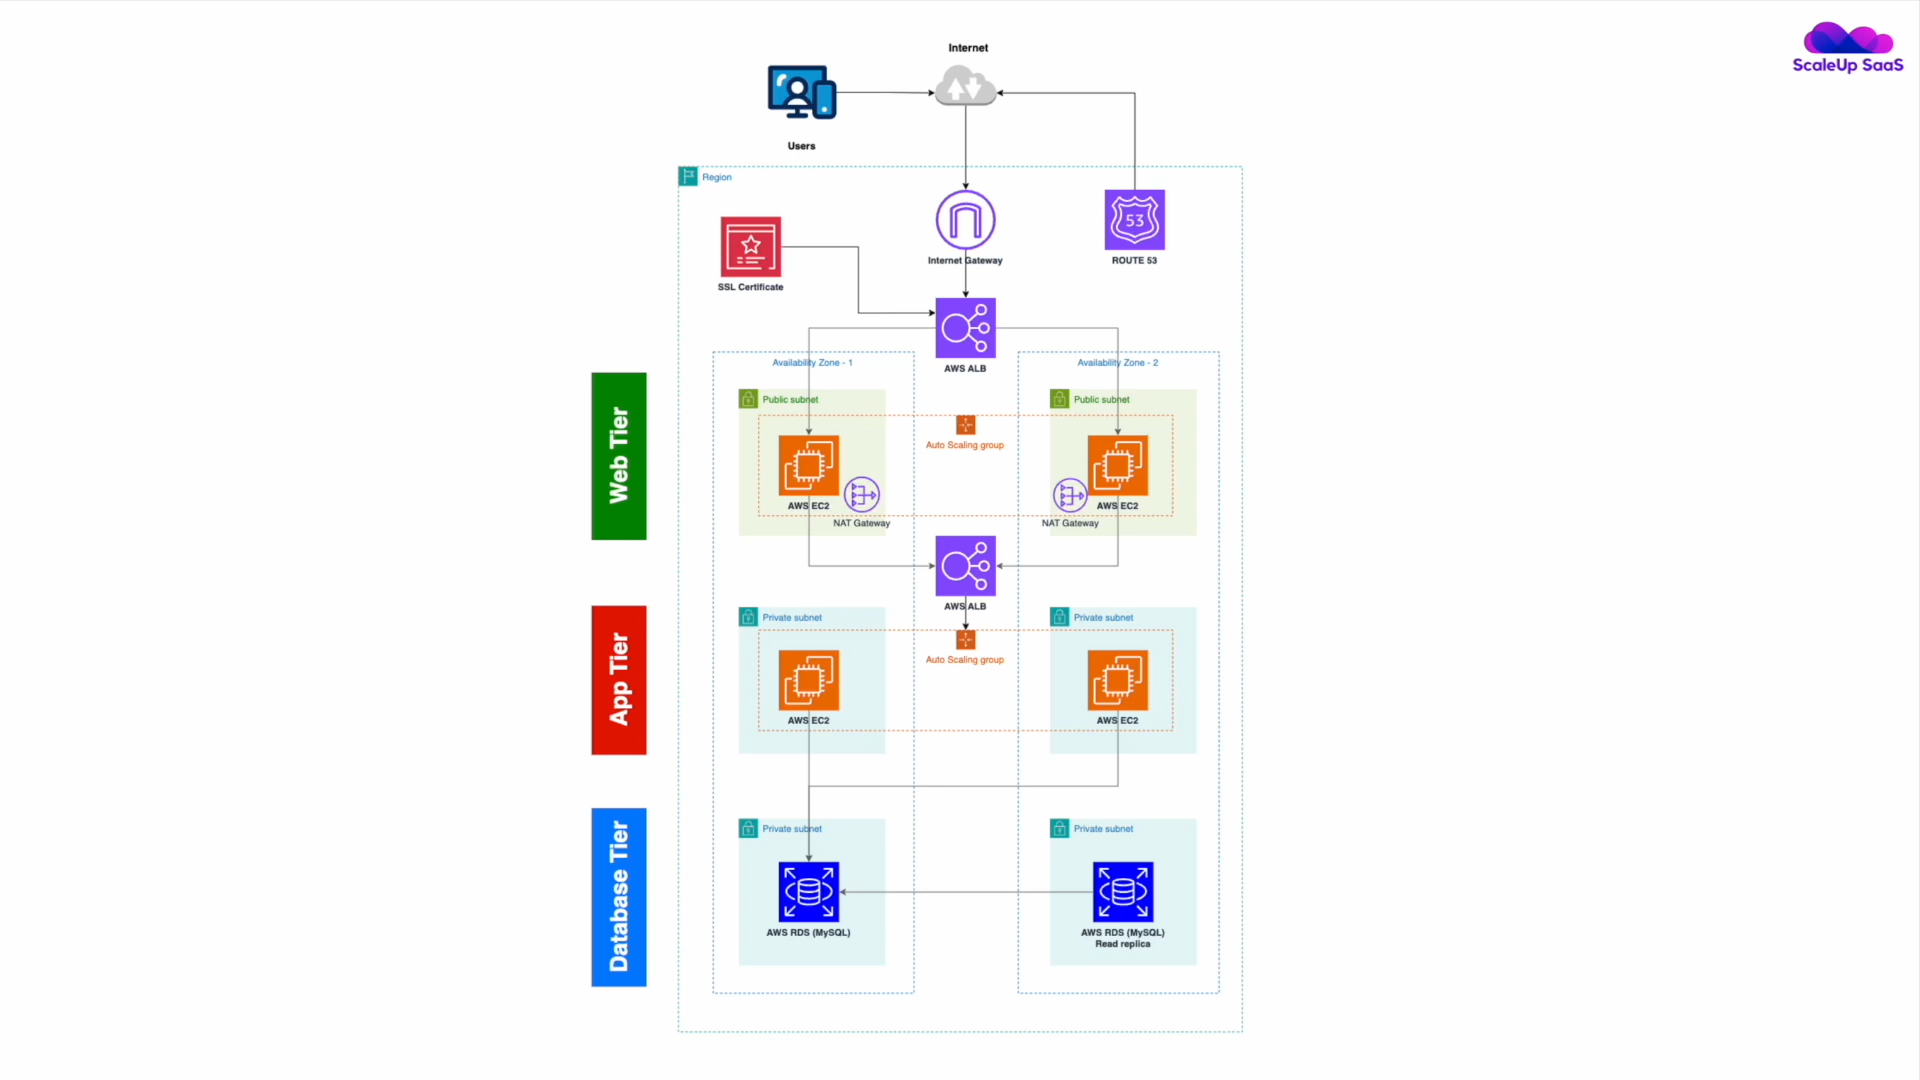 Internet
ScaleUp SaaS
Users
Region
53
Internet Gateway
ROUTE 53
SSL Certificate
Availability Zone - 1
AWS ALB
Availability Zone - 2
Web Tier
Public subnet
Public subnet
Auto Scaling group
AWS EC2
NAT Gateway
AWS EC2
NAT Gateway
AWS ALB
App Tier
Private subnet
Private subnet
Auto Scaling group
AWS EC2
AWS EC2
Database Tier
Private subnet
Private subnet
AWS RDS (MySQL)
AWS RDS (MySQL)
Read replica